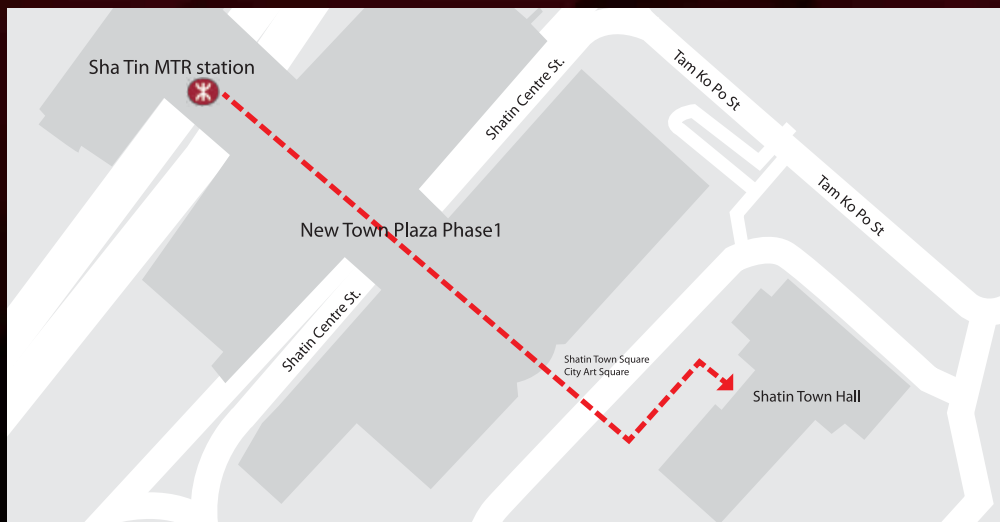 Sha Tin MTR station
Tam Ko Po St
Shatin Centre St.
Tam Ko Po St
New Town Plaza Phase1
Shatin Centre St.
Shatin Town Square
City Art Square
Shatin Town Hall